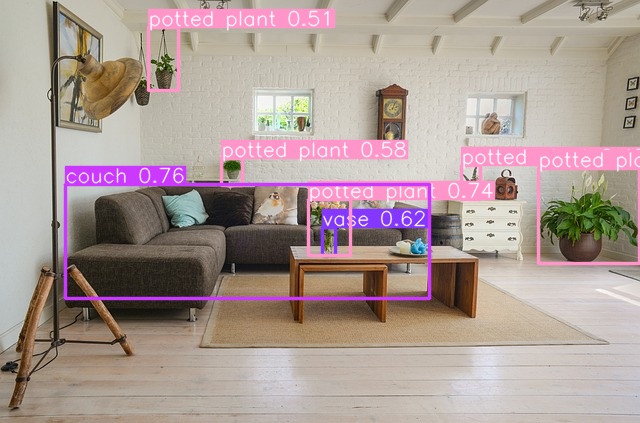 potted plant 0.51
potted plant 0.58
couch 0.76
potted
potted pl
potted plant 0.74
vase 0.62